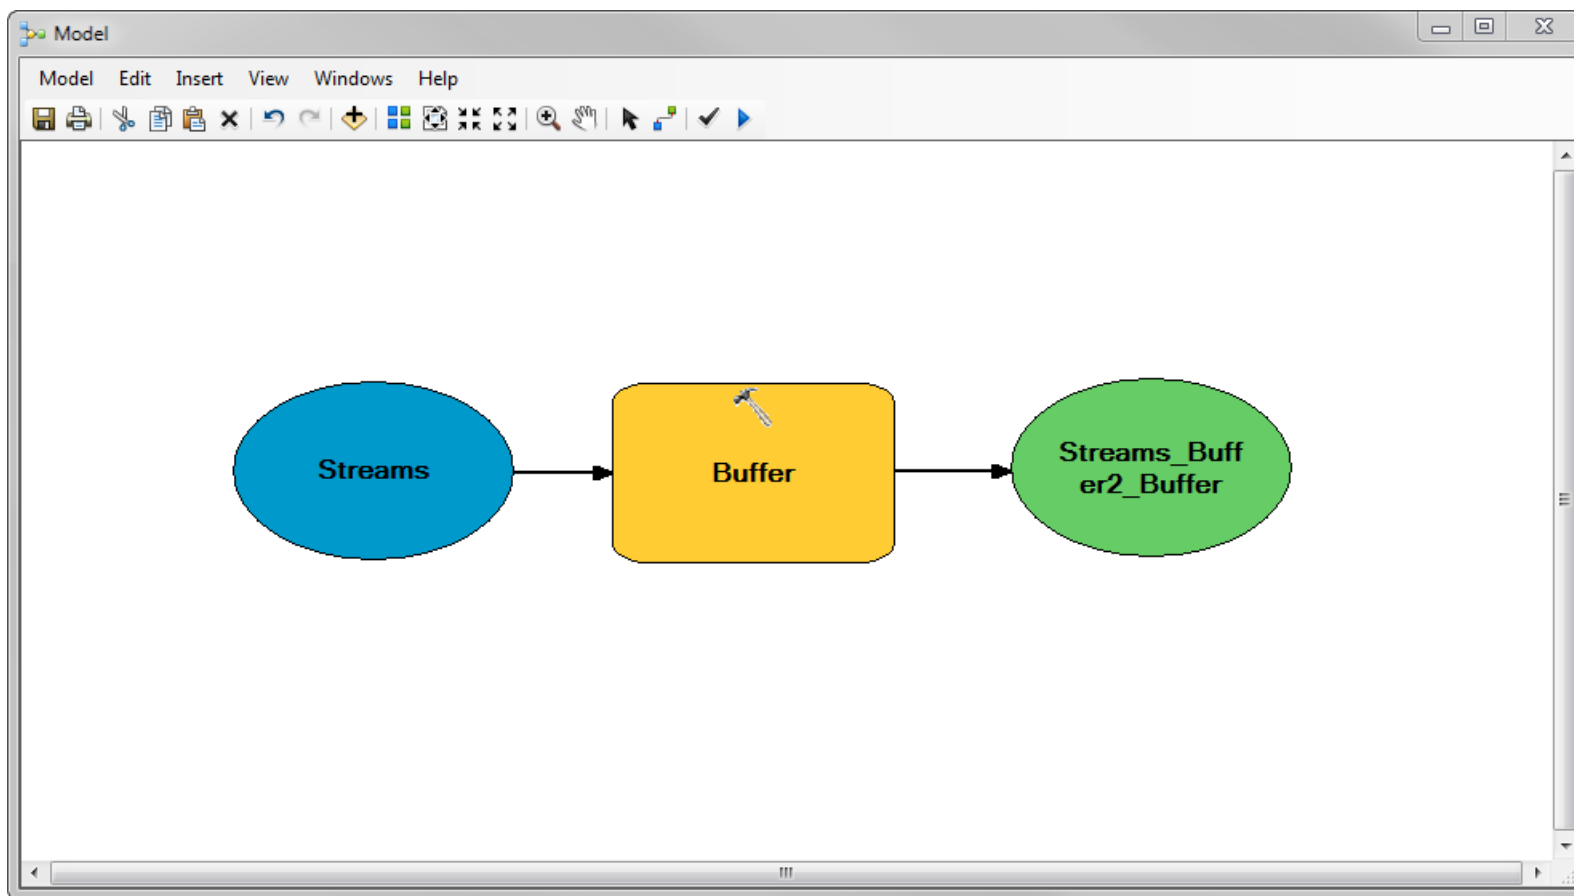 Model
Model Edit Insert View Windows Help
Streams
Buffer
Streams_Buff
er2_Buffer